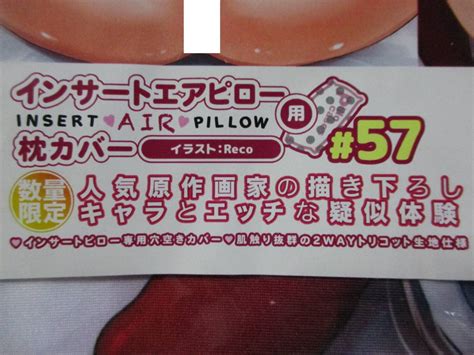 インサートエアピロー用
INSERT♥AIR♥PILLOW
枕カバー イラスト:Reco #57
数量限定
人気原作画家の描き下ろし
キャラとエッチな疑似体験
♥インサートピロー専用穴空きカバー♥肌触り抜群の2WAYトリコット生地仕様